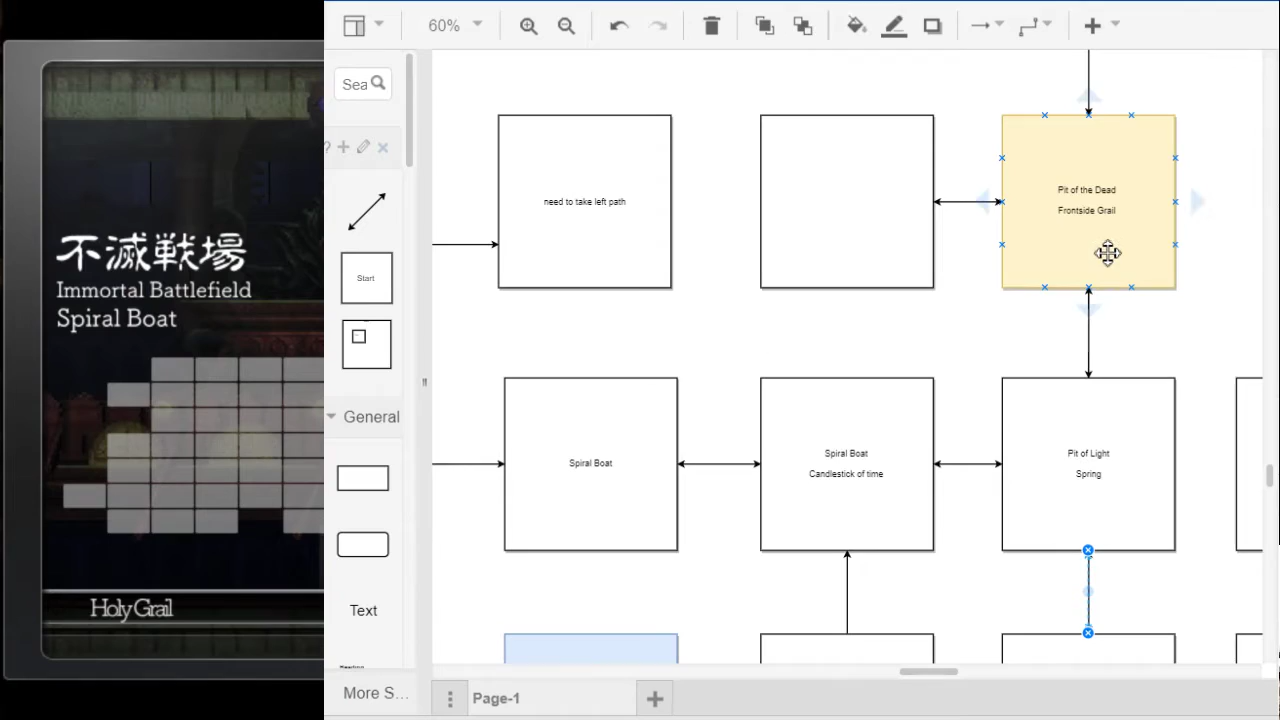 60%
Sea
不滅戦場
Immortal Battlefield
Spiral Boat
Holy Grail
?
Start
General
Text
More S...
need to take left path
Pit of the Dead
Frontside Grail
Spiral Boat
Spiral Boat
Candlestick of time
Pit of Light
Spring
Page-1